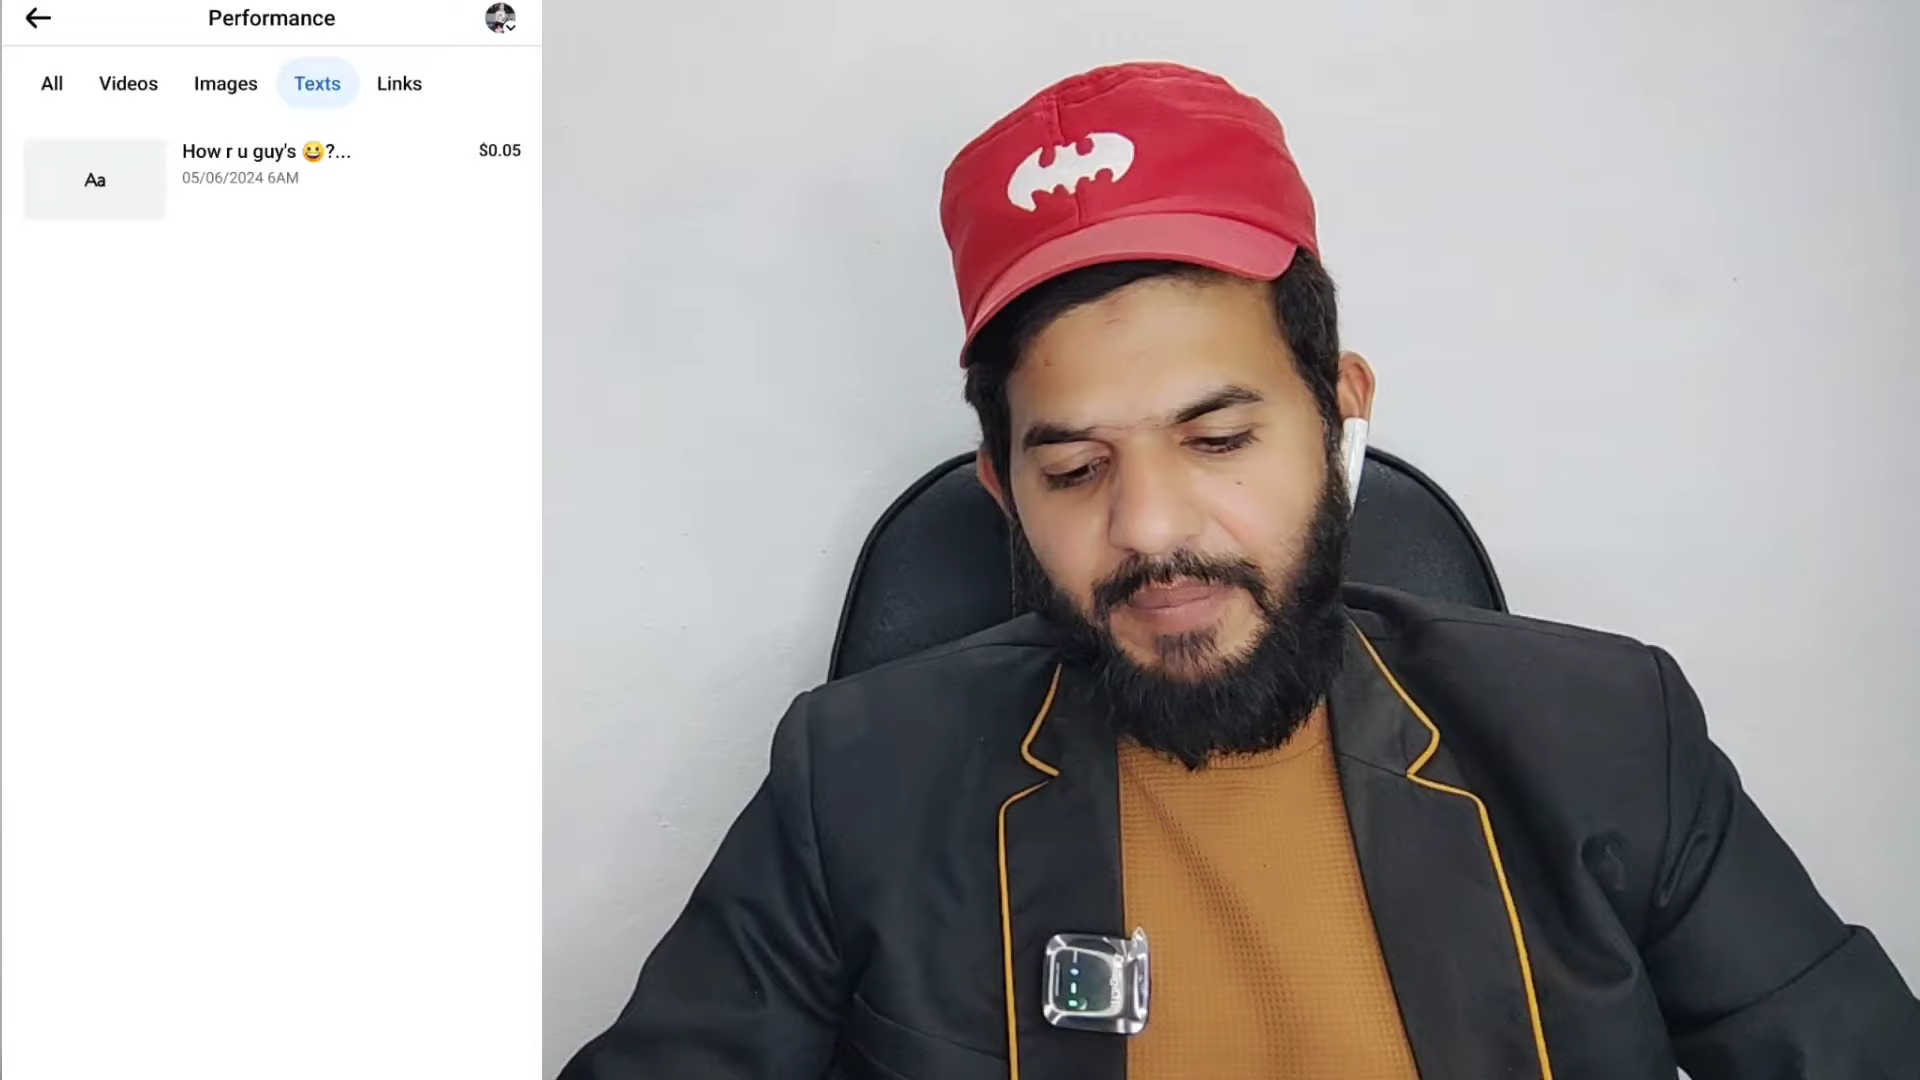 Performance
All Videos Images Texts Links
Aa
How r u guy's 😀?...
$0.05
05/06/2024 6AM